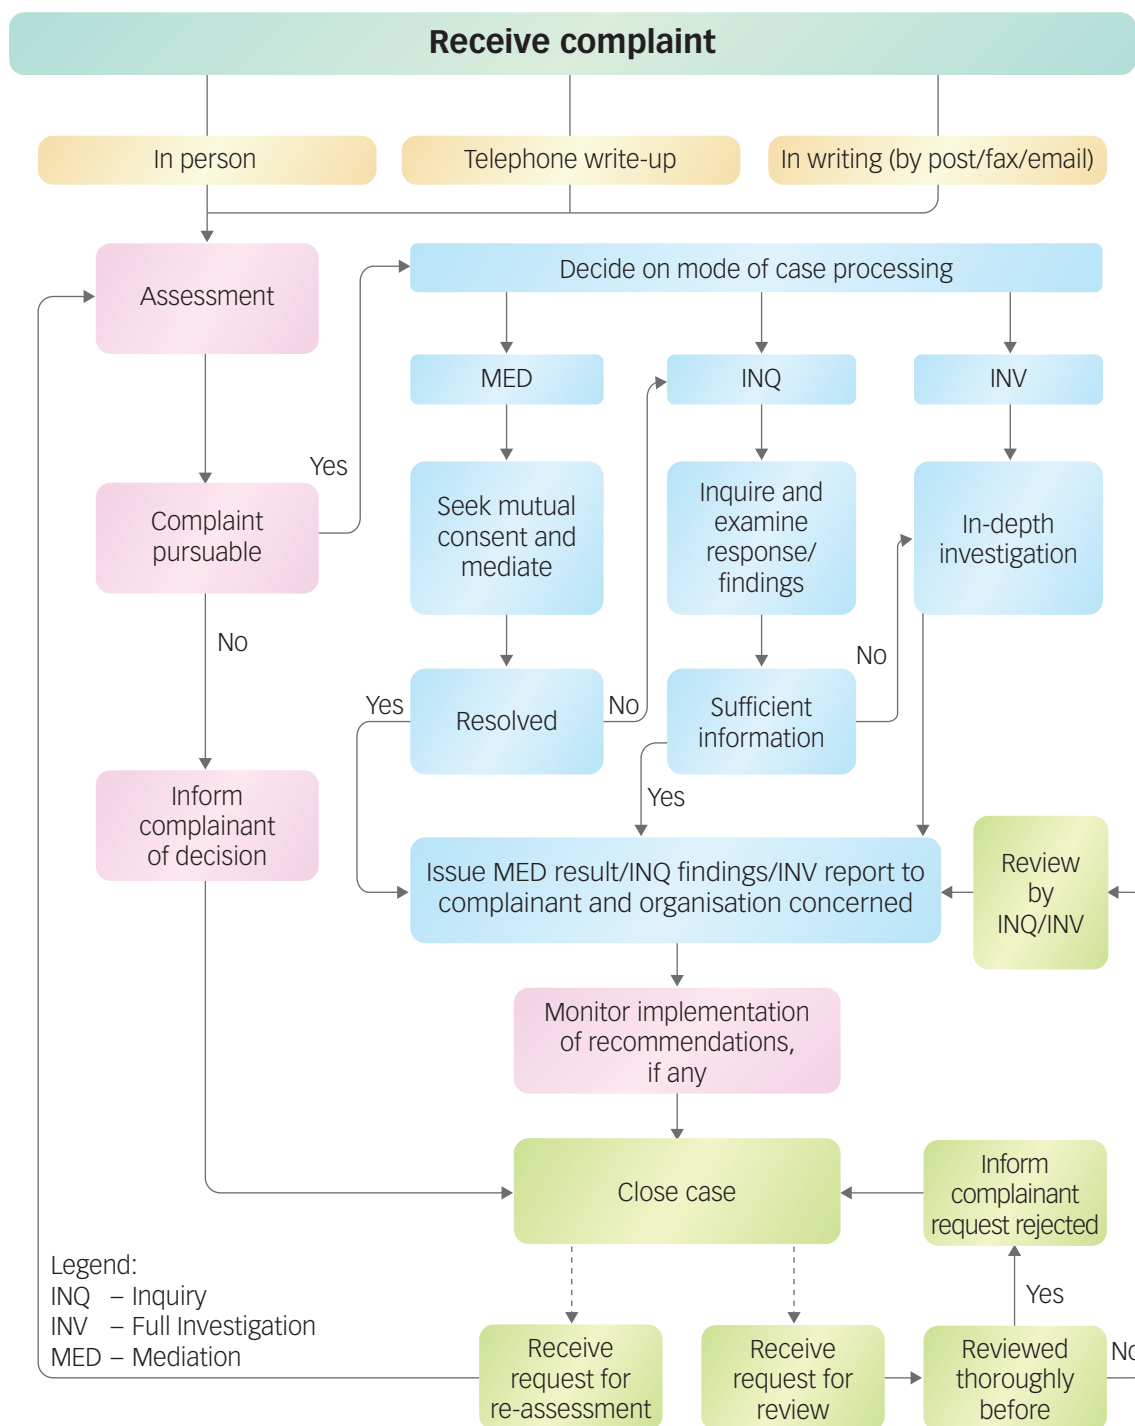 Receive complaint
In person
Telephone write-up
In writing (by post/fax/email)
Assessment
Decide on mode of case processing
MED
INQ
INV
Yes
Complaint
pursuable
Seek mutual
consent and
mediate
Inquire and
examine
response/
findings
In-depth
investigation
No
Yes
Resolved
No
Sufficient
information
No
Yes
Inform
complainant
of decision
Issue MED result/INQ findings/INV report to
complainant and organisation concerned
Review
by
INQ/INV
Monitor implementation
of recommendations,
if any
Close case
Inform
complainant
request rejected
Legend:
INQ – Inquiry
INV – Full Investigation
MED – Mediation
Yes
Receive
request for
re-assessment
Receive
request for
review
Reviewed
thoroughly
before
No